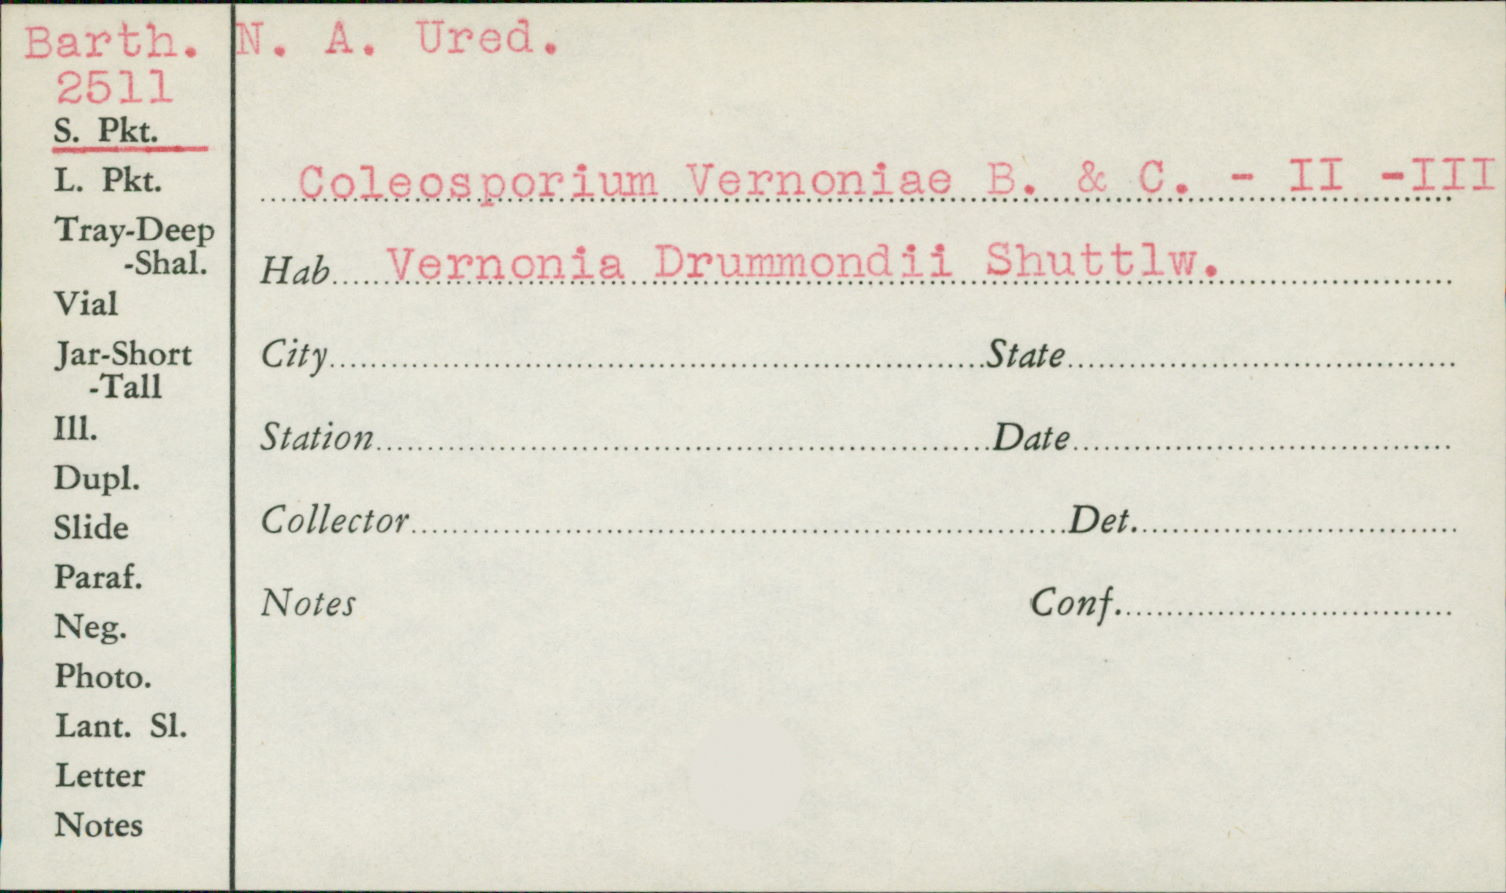 Barth. N. A. Ured.
2511
S. Pkt.
L. Pkt.
Tray-Deep
-Shal.
Vial
Jar-Short
-Tall
Ill.
Dupl.
Slide
Paraf.
Neg.
Photo.
Lant. Sl.
Letter
Notes
Coleosporium Vernoniae B. & C. - II -III
Hab Vernonia Drummondii Shuttlw.
City State
Station Date
Collector Det.
Notes Conf.